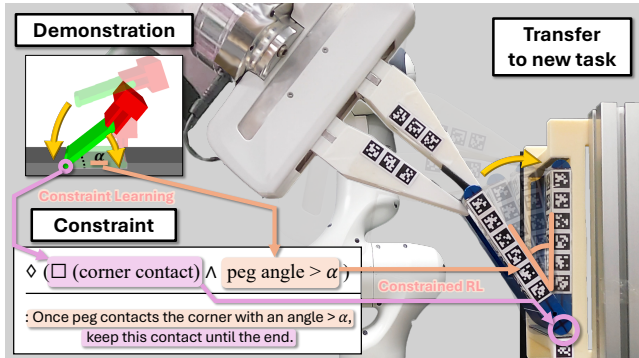 Demonstration
Transfer
to new task
α
Constraint Learning
Constraint
◊ (□ (corner contact) ∧ peg angle > α)
Constrained RL
: Once peg contacts the corner with an angle > α,
keep this contact until the end.